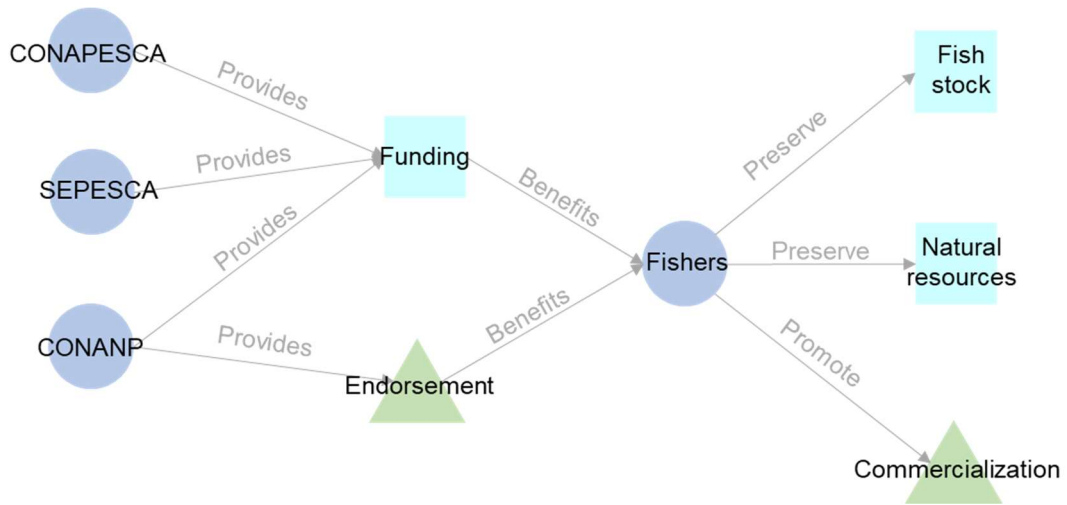 CONAPESCA
Provides
SEPESCA
Provides
Provides
CONANP
Provides
Funding
Endorsement
Benefits
Benefits
Fishers
Preserve
Preserve
Promote
Fish
stock
Natural
resources
Commercialization